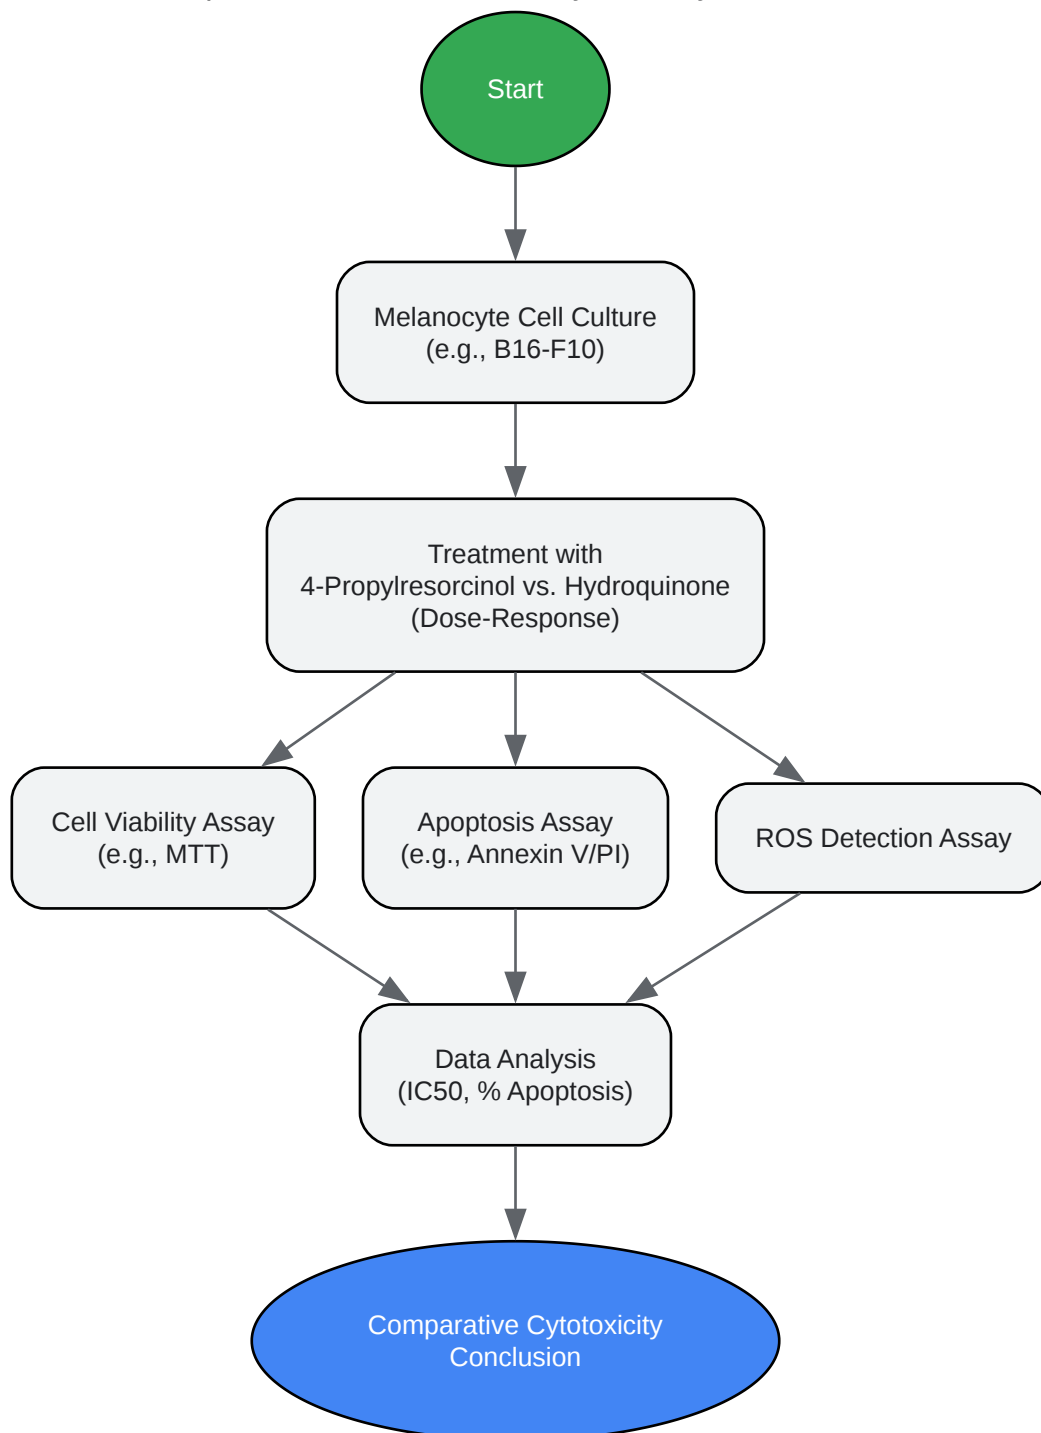 Start
Melanocyte Cell Culture
(e.g., B16-F10)
Treatment with
4-Propylresorcinol vs. Hydroquinone
(Dose-Response)
Cell Viability Assay
(e.g., MTT)
Apoptosis Assay
(e.g., Annexin V/PI)
ROS Detection Assay
Data Analysis
(IC50, % Apoptosis)
Comparative Cytotoxicity
Conclusion